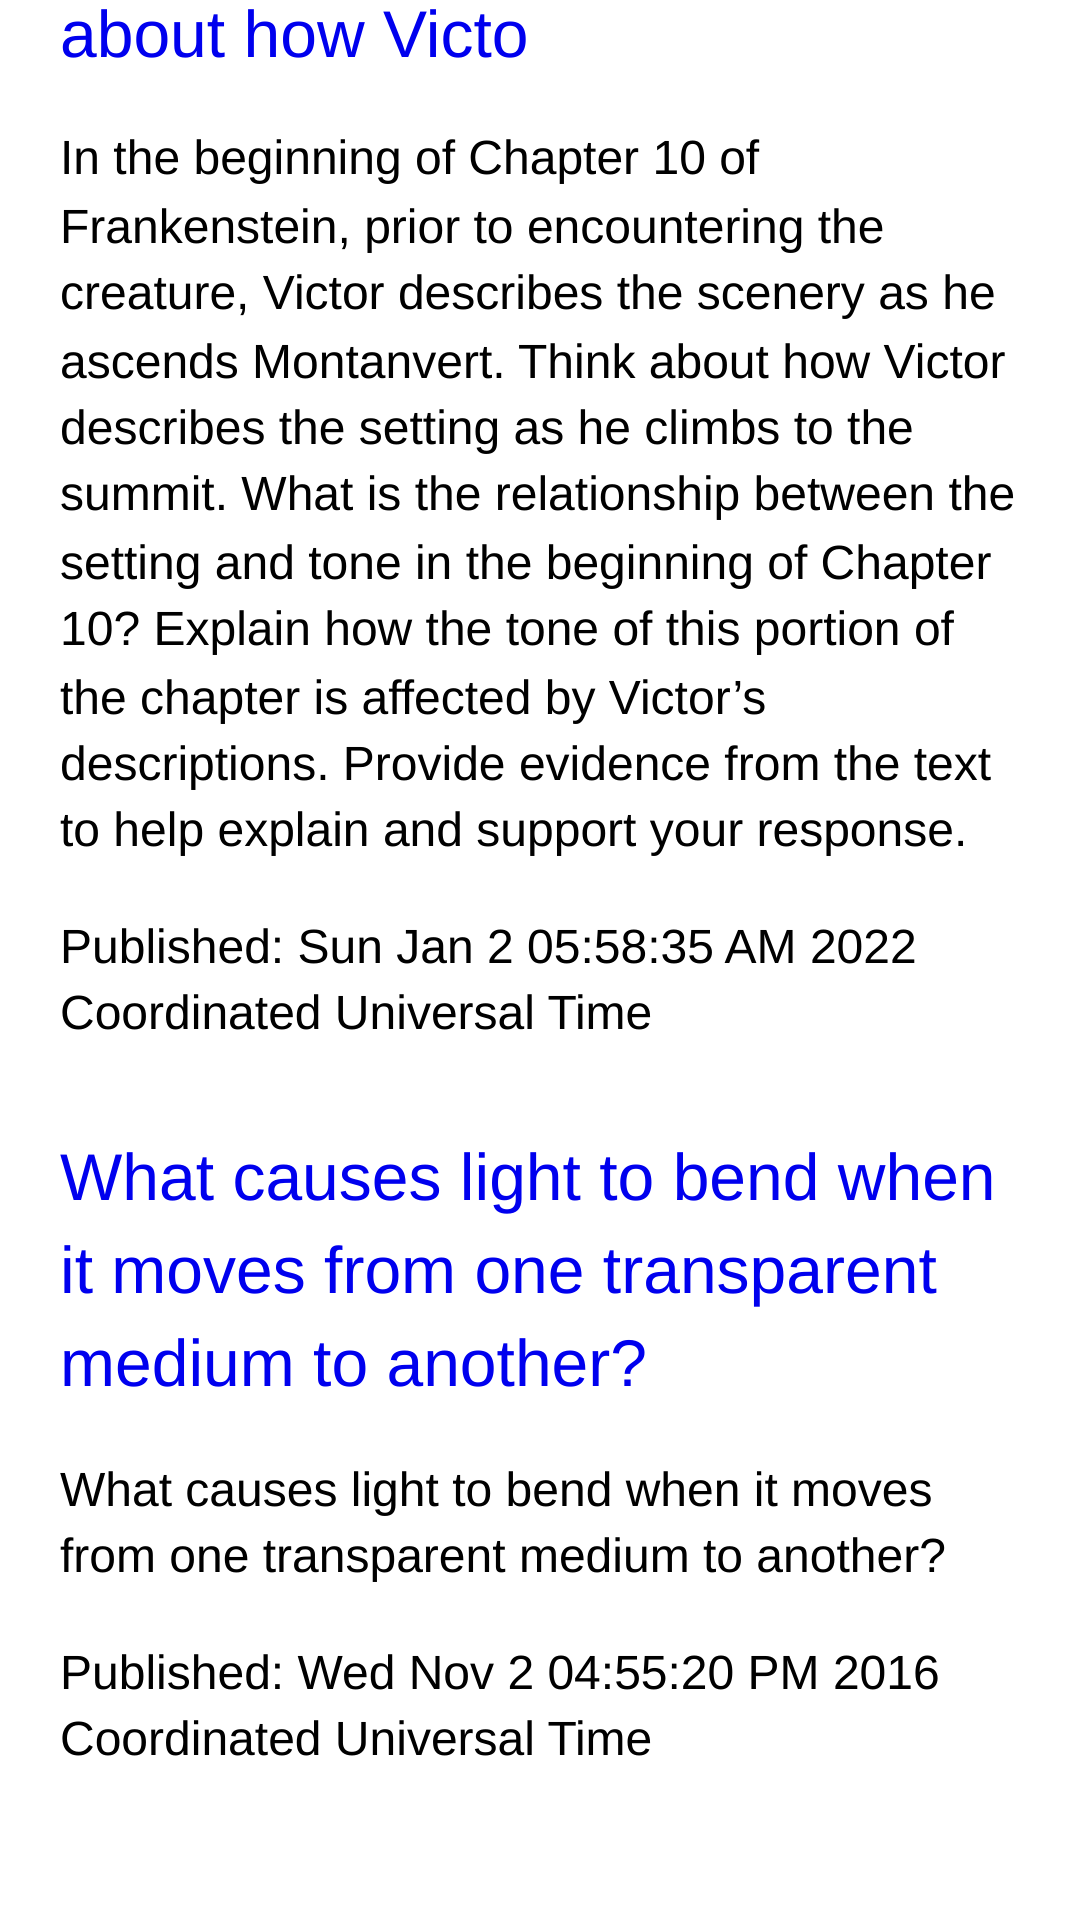 about how Victo
In the beginning of Chapter 10 of
Frankenstein, prior to encountering the
creature, Victor describes the scenery as he
ascends Montanvert. Think about how Victor
describes the setting as he climbs to the
summit. What is the relationship between the
setting and tone in the beginning of Chapter
10? Explain how the tone of this portion of
the chapter is affected by Victor’s
descriptions. Provide evidence from the text
to help explain and support your response.
Published: Sun Jan 2 05:58:35 AM 2022
Coordinated Universal Time
What causes light to bend when
it moves from one transparent
medium to another?
What causes light to bend when it moves
from one transparent medium to another?
Published: Wed Nov 2 04:55:20 PM 2016
Coordinated Universal Time